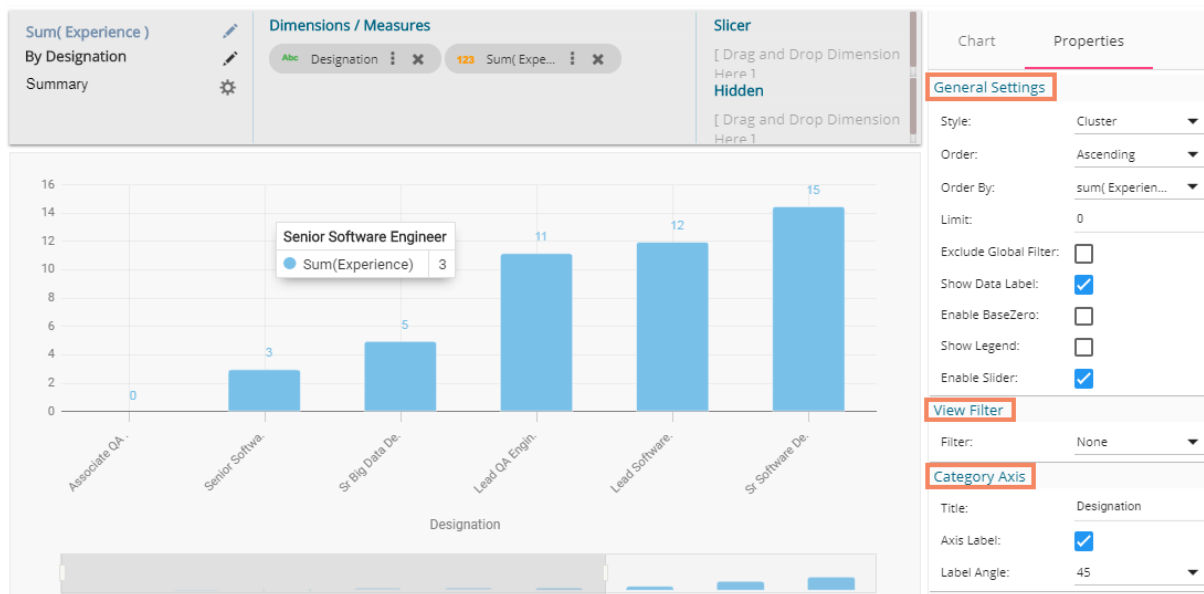 Sum( Experience )
By Designation
Summary
Dimensions / Measures
Abc Designation
123 Sum( Expe...
Slicer
[ Drag and Drop Dimension
Here ]
Hidden
[ Drag and Drop Dimension
Here ]
Chart
Properties
General Settings
Style: Cluster
Order: Ascending
Order By: sum( Experien...
Limit: 0
Exclude Global Filter:
Show Data Label:
Enable BaseZero:
Show Legend:
Enable Slider:
View Filter
Filter: None
Category Axis
Title: Designation
Axis Label:
Label Angle: 45
16
14
12
10
8
6
4
2
0
0
3
5
11
12
15
Senior Software Engineer
Sum(Experience) 3
Associate QA .
Senior Softwa.
Sr Big Data De.
Lead QA Engin.
Lead Software.
Sr Software De.
Designation